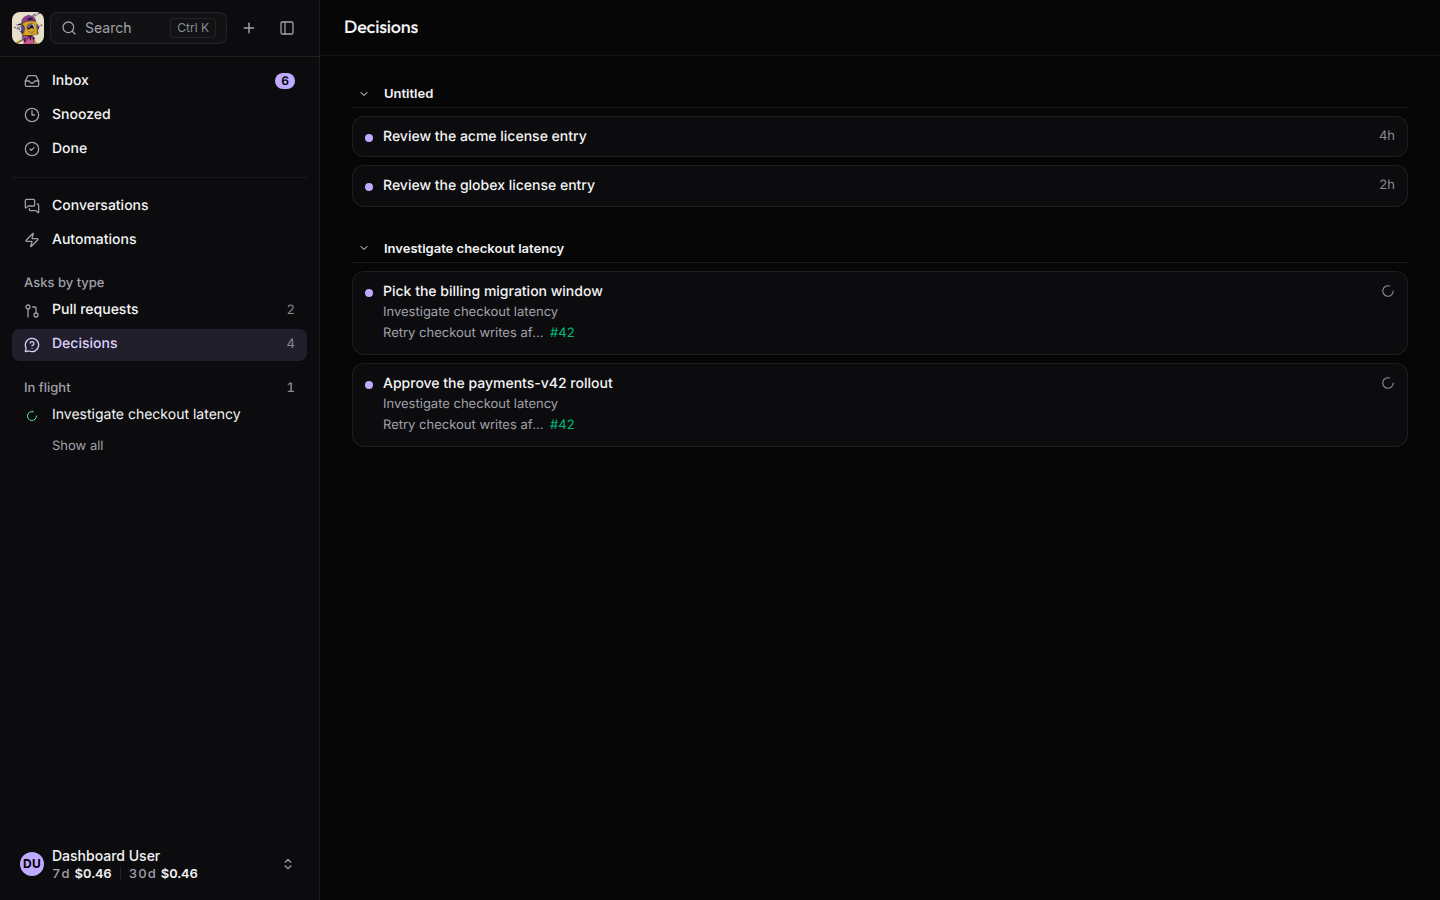 Search Ctrl K
Inbox 6
Snoozed
Done
Conversations
Automations
Asks by type
Pull requests 2
Decisions 4
In flight 1
Investigate checkout latency
Show all
DU
Dashboard User
7d $0.46 | 30d $0.46
Decisions
Untitled
Review the acme license entry 4h
Review the globex license entry 2h
Investigate checkout latency
Pick the billing migration window
Investigate checkout latency
Retry checkout writes af... #42
Approve the payments-v42 rollout
Investigate checkout latency
Retry checkout writes af... #42